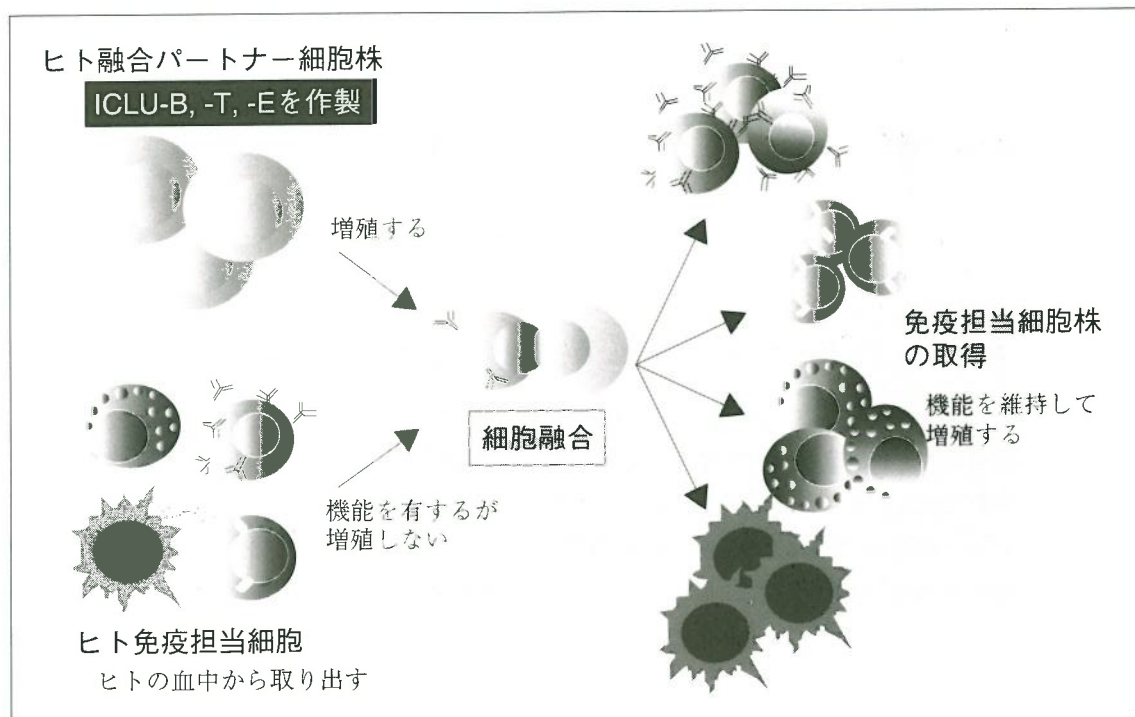 ヒト融合パートナー細胞株
ICLU-B, -T, -Eを作製
増殖する
細胞融合
機能を有するが
増殖しない
ヒト免疫担当細胞
ヒトの血中から取り出す
免疫担当細胞株
の取得
機能を維持して
増殖する